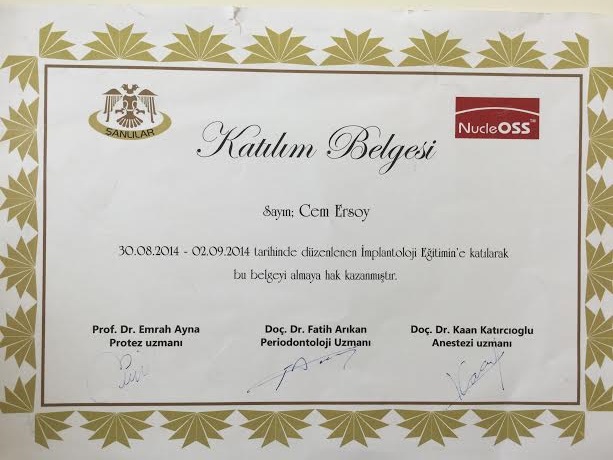 SANLILAR
NucleOSS™
Katılım Belgesi
Sayın; Cem Ersoy
30.08.2014 - 02.09.2014 tarihinde düzenlenen İmplantoloji Eğitimin'e katılarak
bu belgeyi almaya hak kazanmıştır.
Prof. Dr. Emrah Ayna
Protez uzmanı
Doç. Dr. Fatih Arıkan
Periodontoloji Uzmanı
Doç. Dr. Kaan Katırcıoglu
Anestezi uzmanı